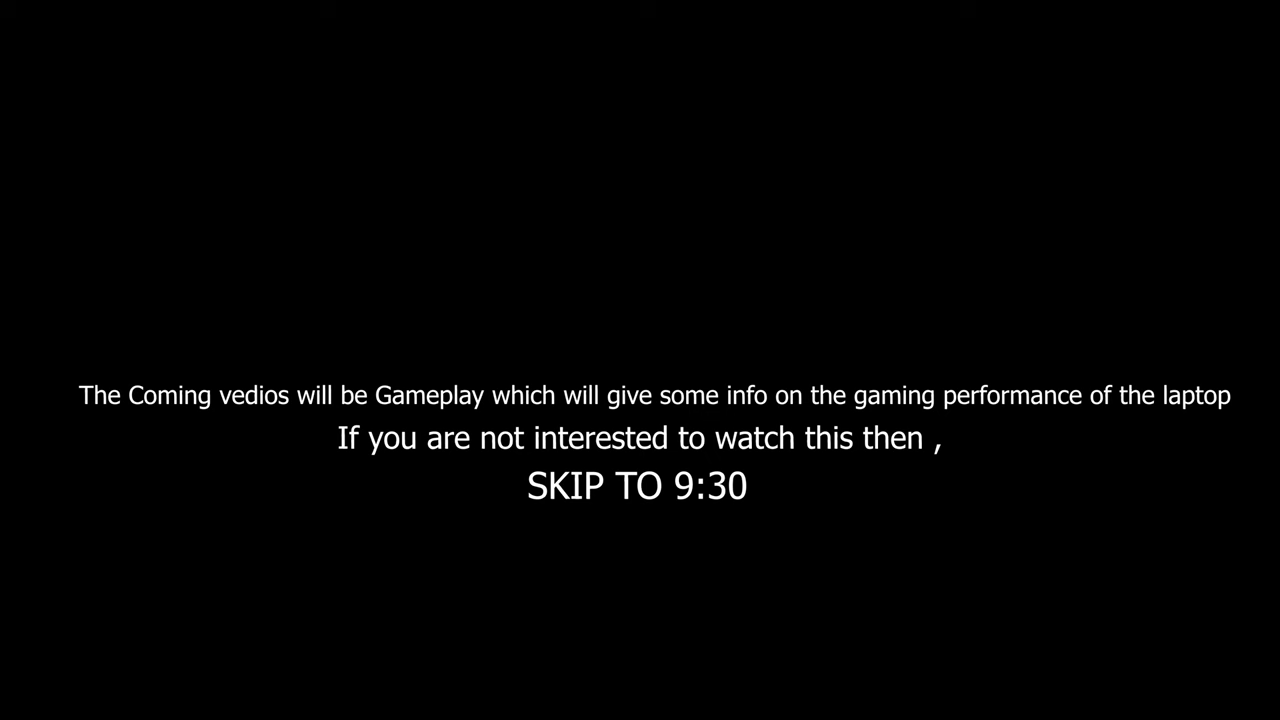 The Coming vedios will be Gameplay which will give some info on the gaming performance of the laptop
If you are not interested to watch this then ,
SKIP TO 9:30